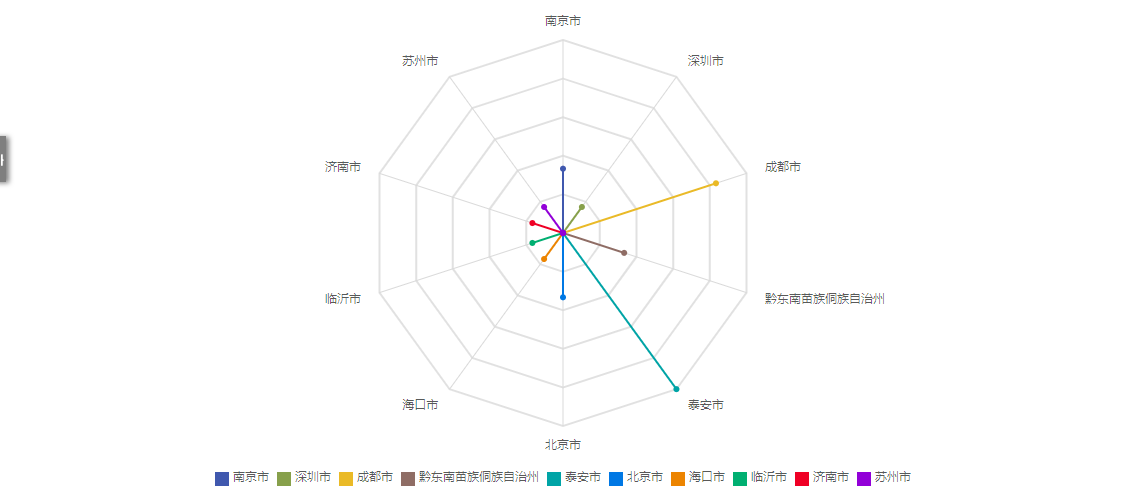 南京市
苏州市
深圳市
济南市
成都市
临沂市
黔东南苗族侗族自治州
海口市
泰安市
北京市
南京市 深圳市 成都市 黔东南苗族侗族自治州 泰安市 北京市 海口市 临沂市 济南市 苏州市